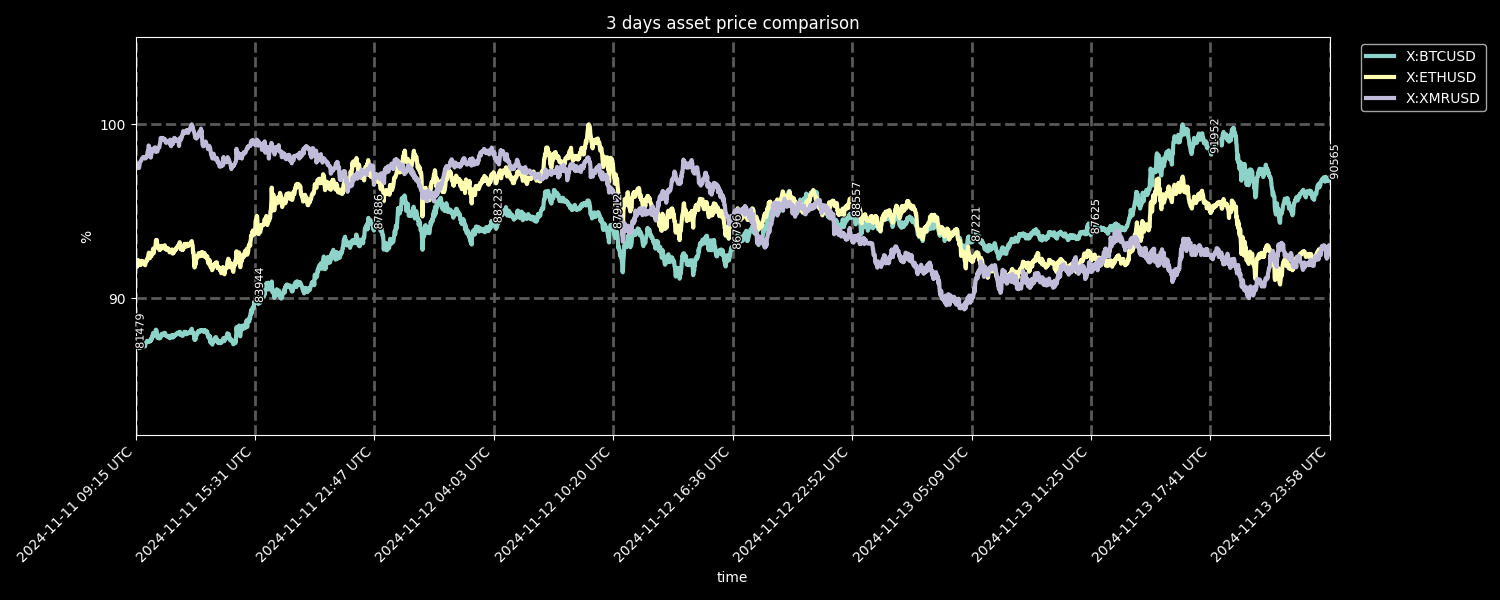 3 days asset price comparison
X:BTCUSD
X:ETHUSD
X:XMRUSD
100
90
%
81479
83944
88223
86796
88557
87221
87625
91952
90565
2024-11-11 09:15 UTC
2024-11-11 15:31 UTC
2024-11-11 21:47 UTC
2024-11-12 04:03 UTC
2024-11-12 10:20 UTC
2024-11-12 16:36 UTC
2024-11-12 22:52 UTC
2024-11-13 05:09 UTC
2024-11-13 11:25 UTC
2024-11-13 17:41 UTC
2024-11-13 23:58 UTC
time